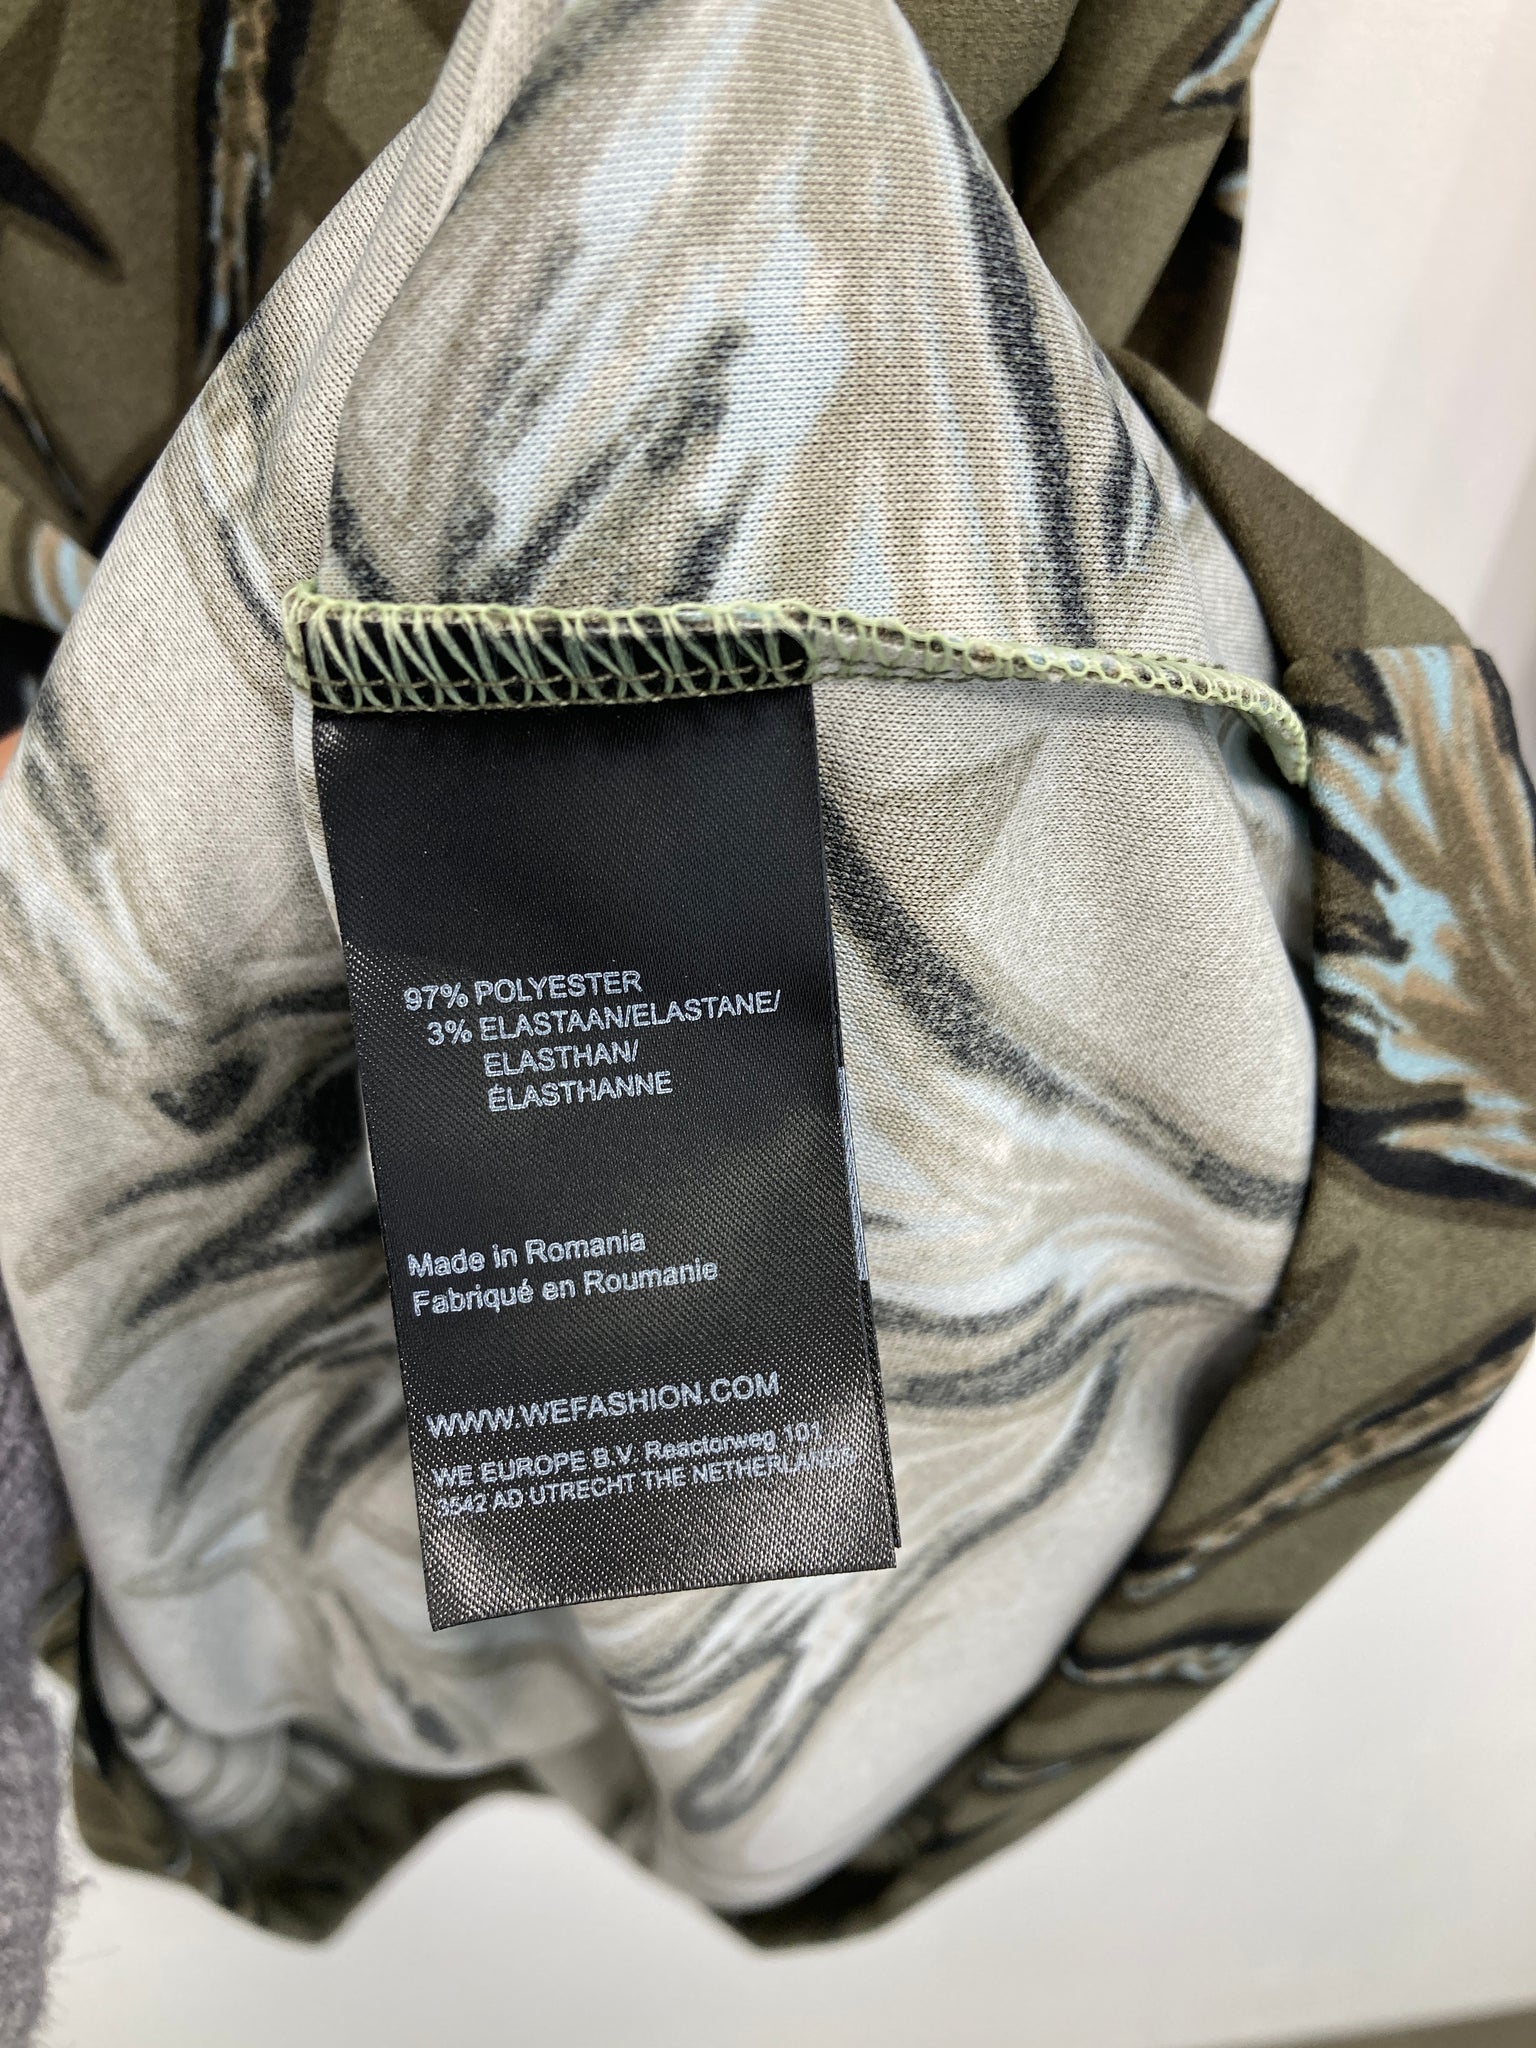 97% POLYESTER
3% ELASTAAN/ELASTANE/
ELASTHAN/
ÉLASTHANNE
Made in Romania
Fabriqué en Roumanie
WWW.WEFASHION.COM
WE EUROPE B.V. Reactorweg 101
3542 AD UTRECHT THE NETHERLANDS